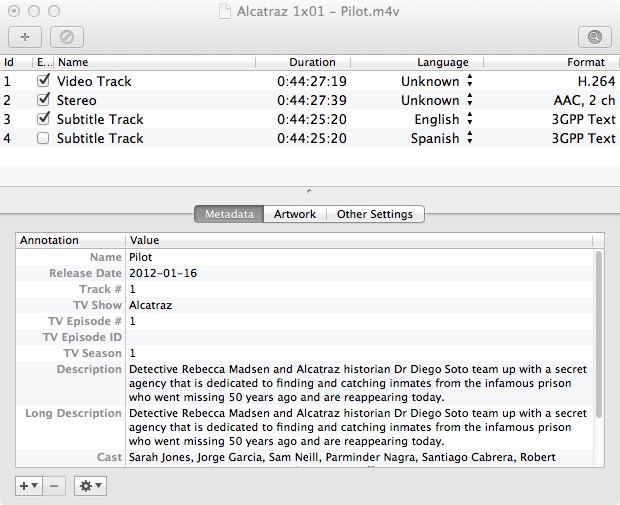 Alcatraz 1x01 – Pilot.m4v
Id E... Name Duration Language Format
1 Video Track 0:44:27:19 Unknown H.264
2 Stereo 0:44:27:39 Unknown AAC, 2 ch
3 Subtitle Track 0:44:25:20 English 3GPP Text
4 Subtitle Track 0:44:25:20 Spanish 3GPP Text
Metadata Artwork Other Settings
Annotation Value
Name Pilot
Release Date 2012-01-16
Track # 1
TV Show Alcatraz
TV Episode # 1
TV Episode ID
TV Season 1
Description Detective Rebecca Madsen and Alcatraz historian Dr Diego Soto team up with a secret
agency that is dedicated to finding and catching inmates from the infamous prison
who went missing 50 years ago and are reappearing today.
Long Description Detective Rebecca Madsen and Alcatraz historian Dr Diego Soto team up with a secret
agency that is dedicated to finding and catching inmates from the infamous prison
who went missing 50 years ago and are reappearing today.
Cast Sarah Jones, Jorge Garcia, Sam Neill, Parminder Nagra, Santiago Cabrera, Robert